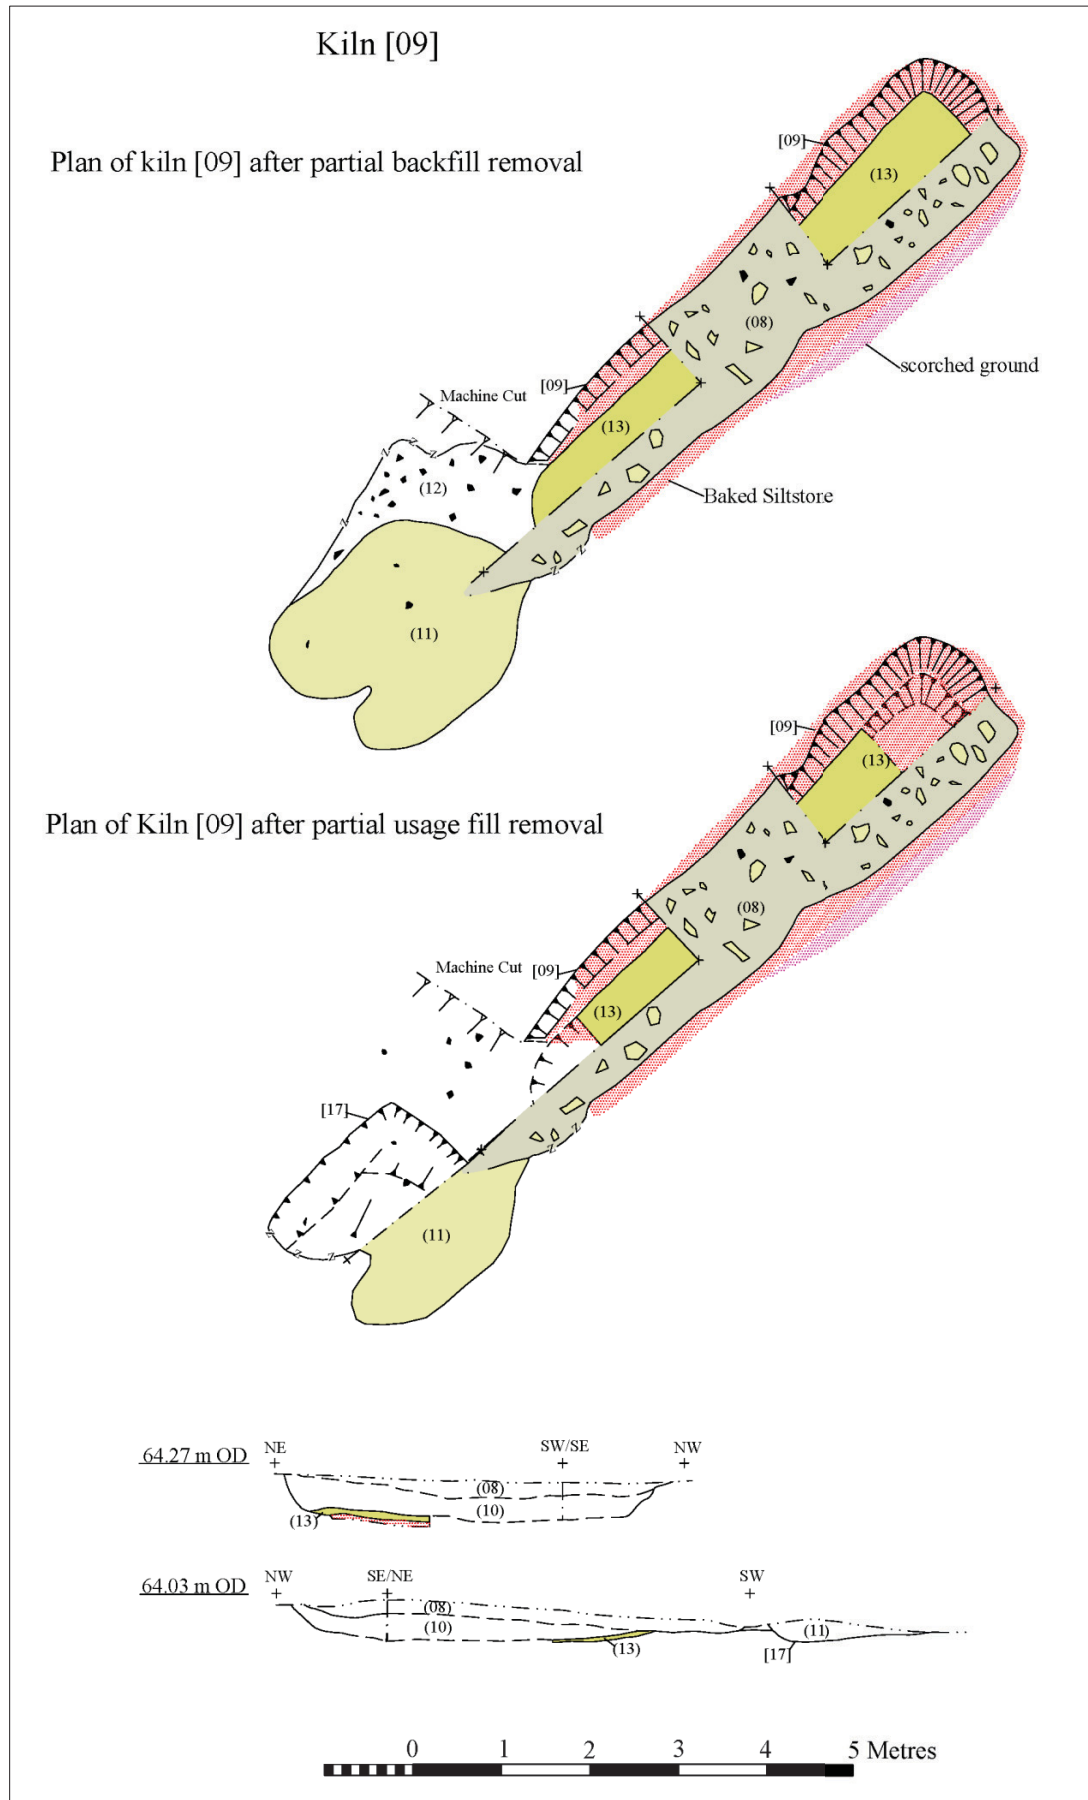 Kiln [09]
Plan of kiln [09] after partial backfill removal
[09]
(13)
(08)
scorched ground
[09]
Machine Cut
(13)
(12)
Baked Siltstore
(11)
[09]
(13)
Plan of Kiln [09] after partial usage fill removal
(08)
Machine Cut
[09]
(13)
[17]
(11)
64.27 m OD
NE
SW/SE
NW
(08)
(10)
(13)
64.03 m OD
NW
SE/NE
SW
(08)
(10)
(11)
(13)
[17]
0 1 2 3 4 5 Metres